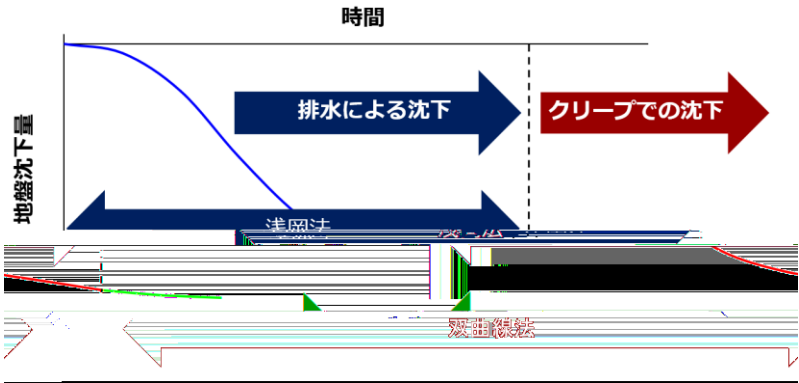 時間
排水による沈下
クリープでの沈下
地盤沈下量
浅岡法
双曲線法